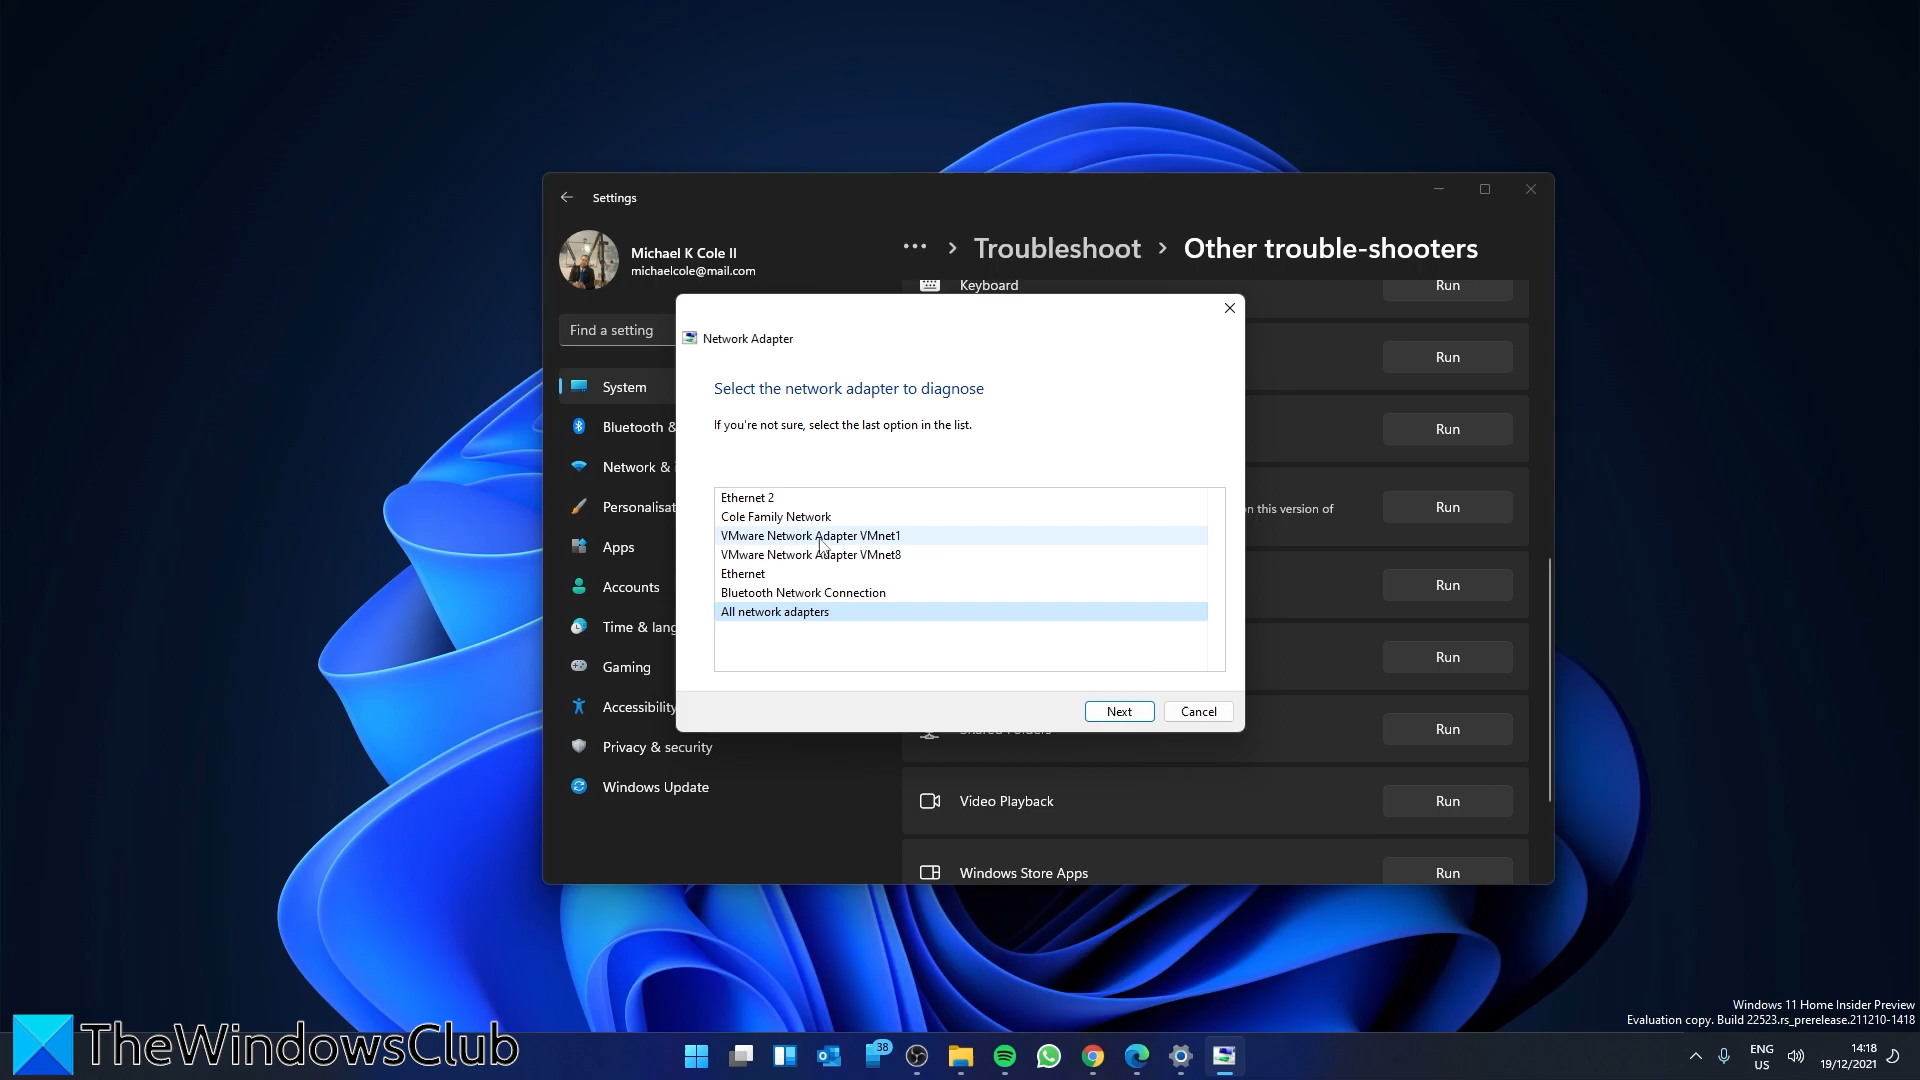 Settings
Michael K Cole II
michaelcole@mail.com
Find a setting
System
Bluetooth &
Network &
Personalisat
Apps
Accounts
Time & lang
Gaming
Accessibility
Privacy & security
Windows Update
··· > Troubleshoot > Other trouble-shooters
Keyboard
Run
Run
Run
n this version of
Run
Run
Run
Shared Folders
Run
Video Playback
Run
Windows Store Apps
Run
Network Adapter
Select the network adapter to diagnose
If you're not sure, select the last option in the list.
Ethernet 2
Cole Family Network
VMware Network Adapter VMnet1
VMware Network Adapter VMnet8
Ethernet
Bluetooth Network Connection
All network adapters
Next
Cancel
Windows 11 Home Insider Preview
Evaluation copy. Build 22523.rs_prerelease.211210-1418
TheWindowsClub
38
ENG
US
14:18
19/12/2021